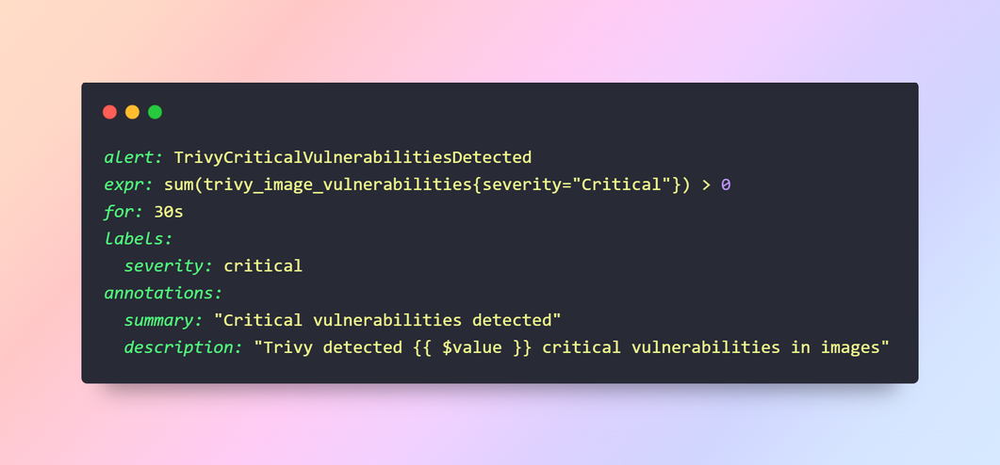 alert: TrivyCriticalVulnerabilitiesDetected
expr: sum(trivy_image_vulnerabilities{severity="Critical"}) > 0
for: 30s
labels:
  severity: critical
annotations:
  summary: "Critical vulnerabilities detected"
  description: "Trivy detected {{ $value }} critical vulnerabilities in images"